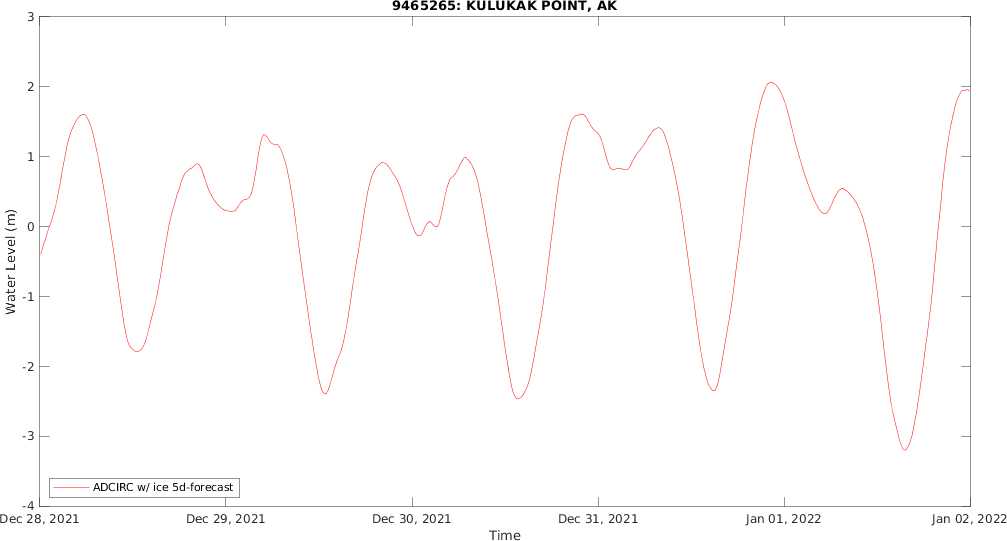 9465265: KULUKAK POINT, AK
3
2
1
0
-1
-2
-3
-4
Water Level (m)
ADCIRC w/ ice 5d-forecast
Dec 28, 2021 Dec 29, 2021 Dec 30, 2021 Dec 31, 2021 Jan 01, 2022 Jan 02, 2022
Time